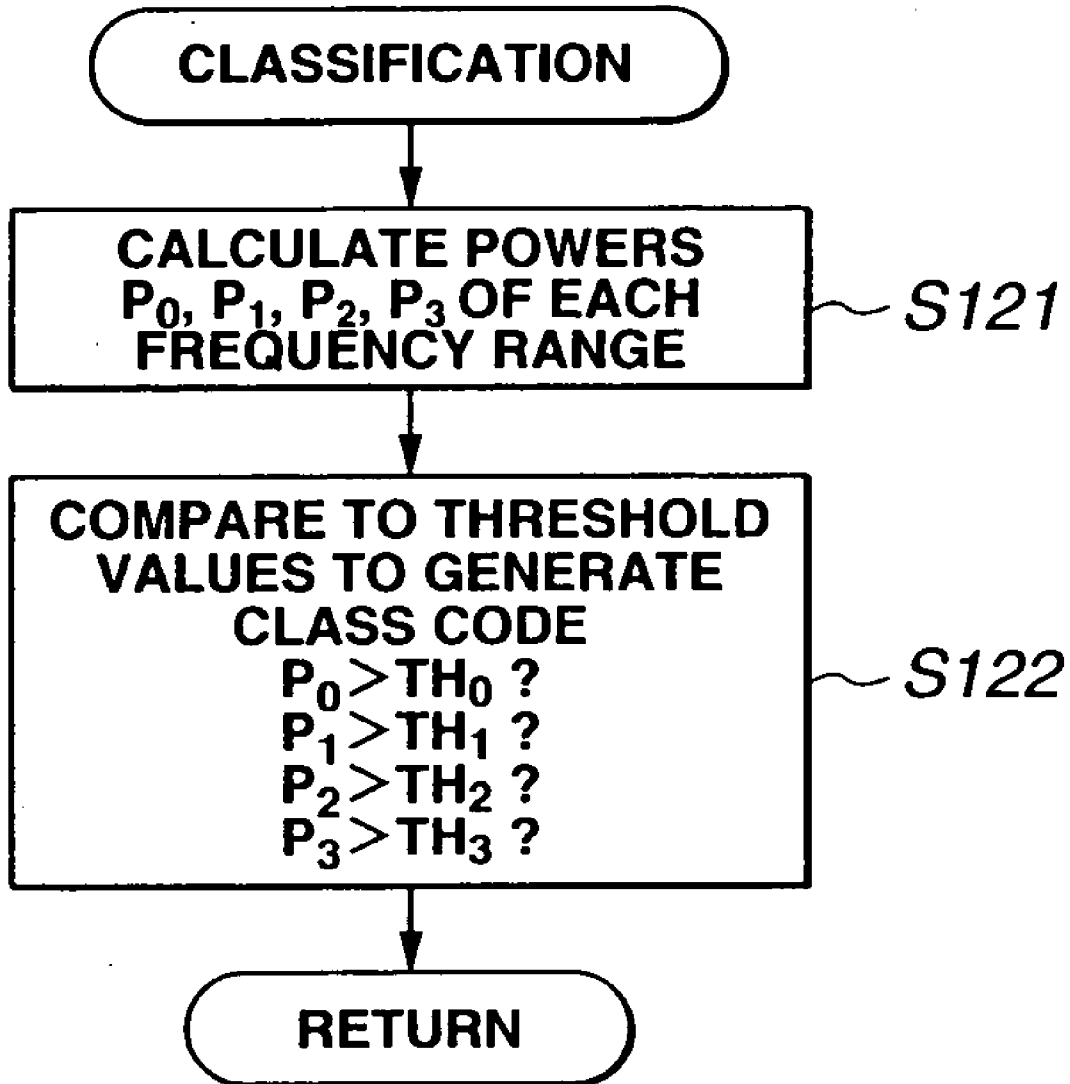 CLASSIFICATION
CALCULATE POWERS
P₀, P₁, P₂, P₃ OF EACH
FREQUENCY RANGE
S121
COMPARE TO THRESHOLD
VALUES TO GENERATE
CLASS CODE
P₀ > TH₀ ?
P₁ > TH₁ ?
P₂ > TH₂ ?
P₃ > TH₃ ?
S122
RETURN